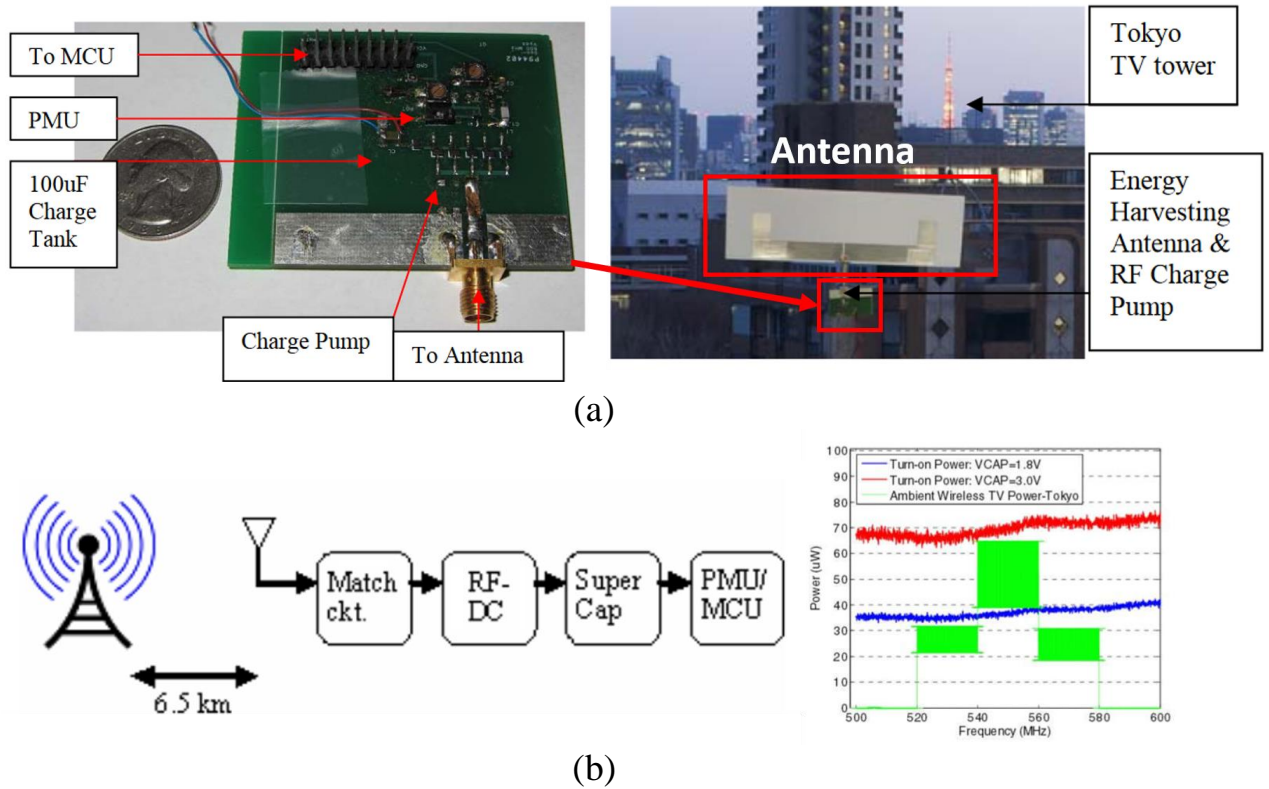 To MCU
PMU
100uF
Charge
Tank
Charge Pump
To Antenna
Antenna
Tokyo
TV tower
Energy
Harvesting
Antenna &
RF Charge
Pump
(a)
6.5 km
Match
ckt.
RF-
DC
Super
Cap
PMU/
MCU
Turn-on Power: VCAP=1.8V
Turn-on Power: VCAP=3.0V
Ambient Wireless TV Power-Tokyo
Power (uW)
100
90
80
70
60
50
40
30
20
10
0
500 520 540 560 580 600
Frequency (MHz)
(b)